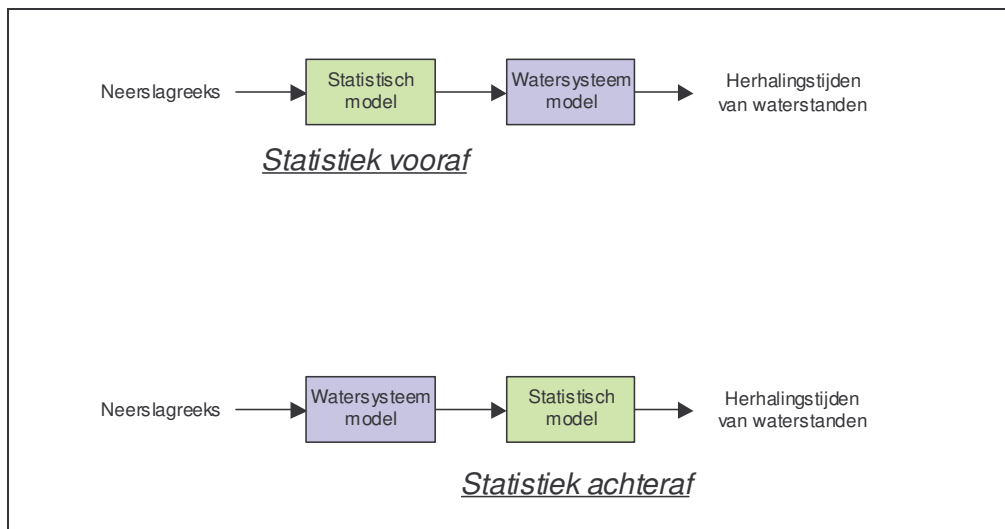 Neerslagreeks
Statistisch
model
Watersysteem
model
Herhalingstijden
van waterstanden
Statistiek vooraf
Neerslagreeks
Watersysteem
model
Statistisch
model
Herhalingstijden
van waterstanden
Statistiek achteraf